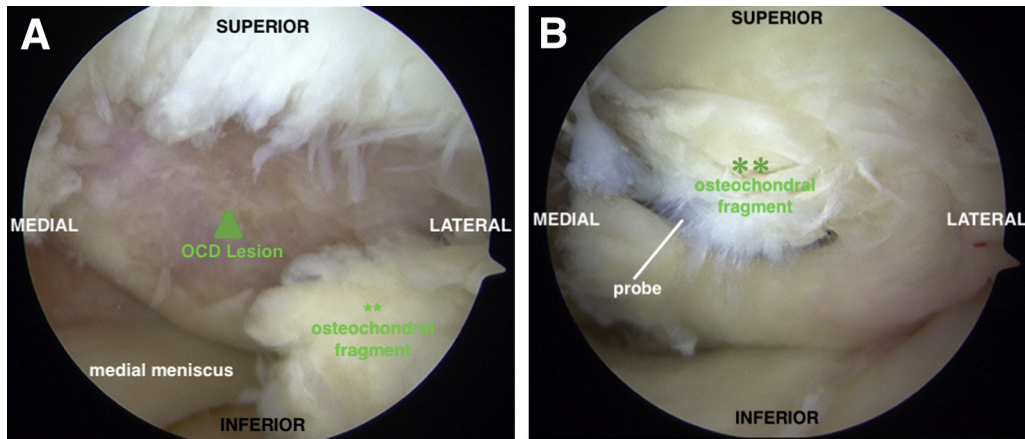 A
SUPERIOR
MEDIAL
LATERAL
OCD Lesion
**
osteochondral
fragment
medial meniscus
INFERIOR
B
SUPERIOR
**
osteochondral
fragment
MEDIAL
LATERAL
probe
INFERIOR